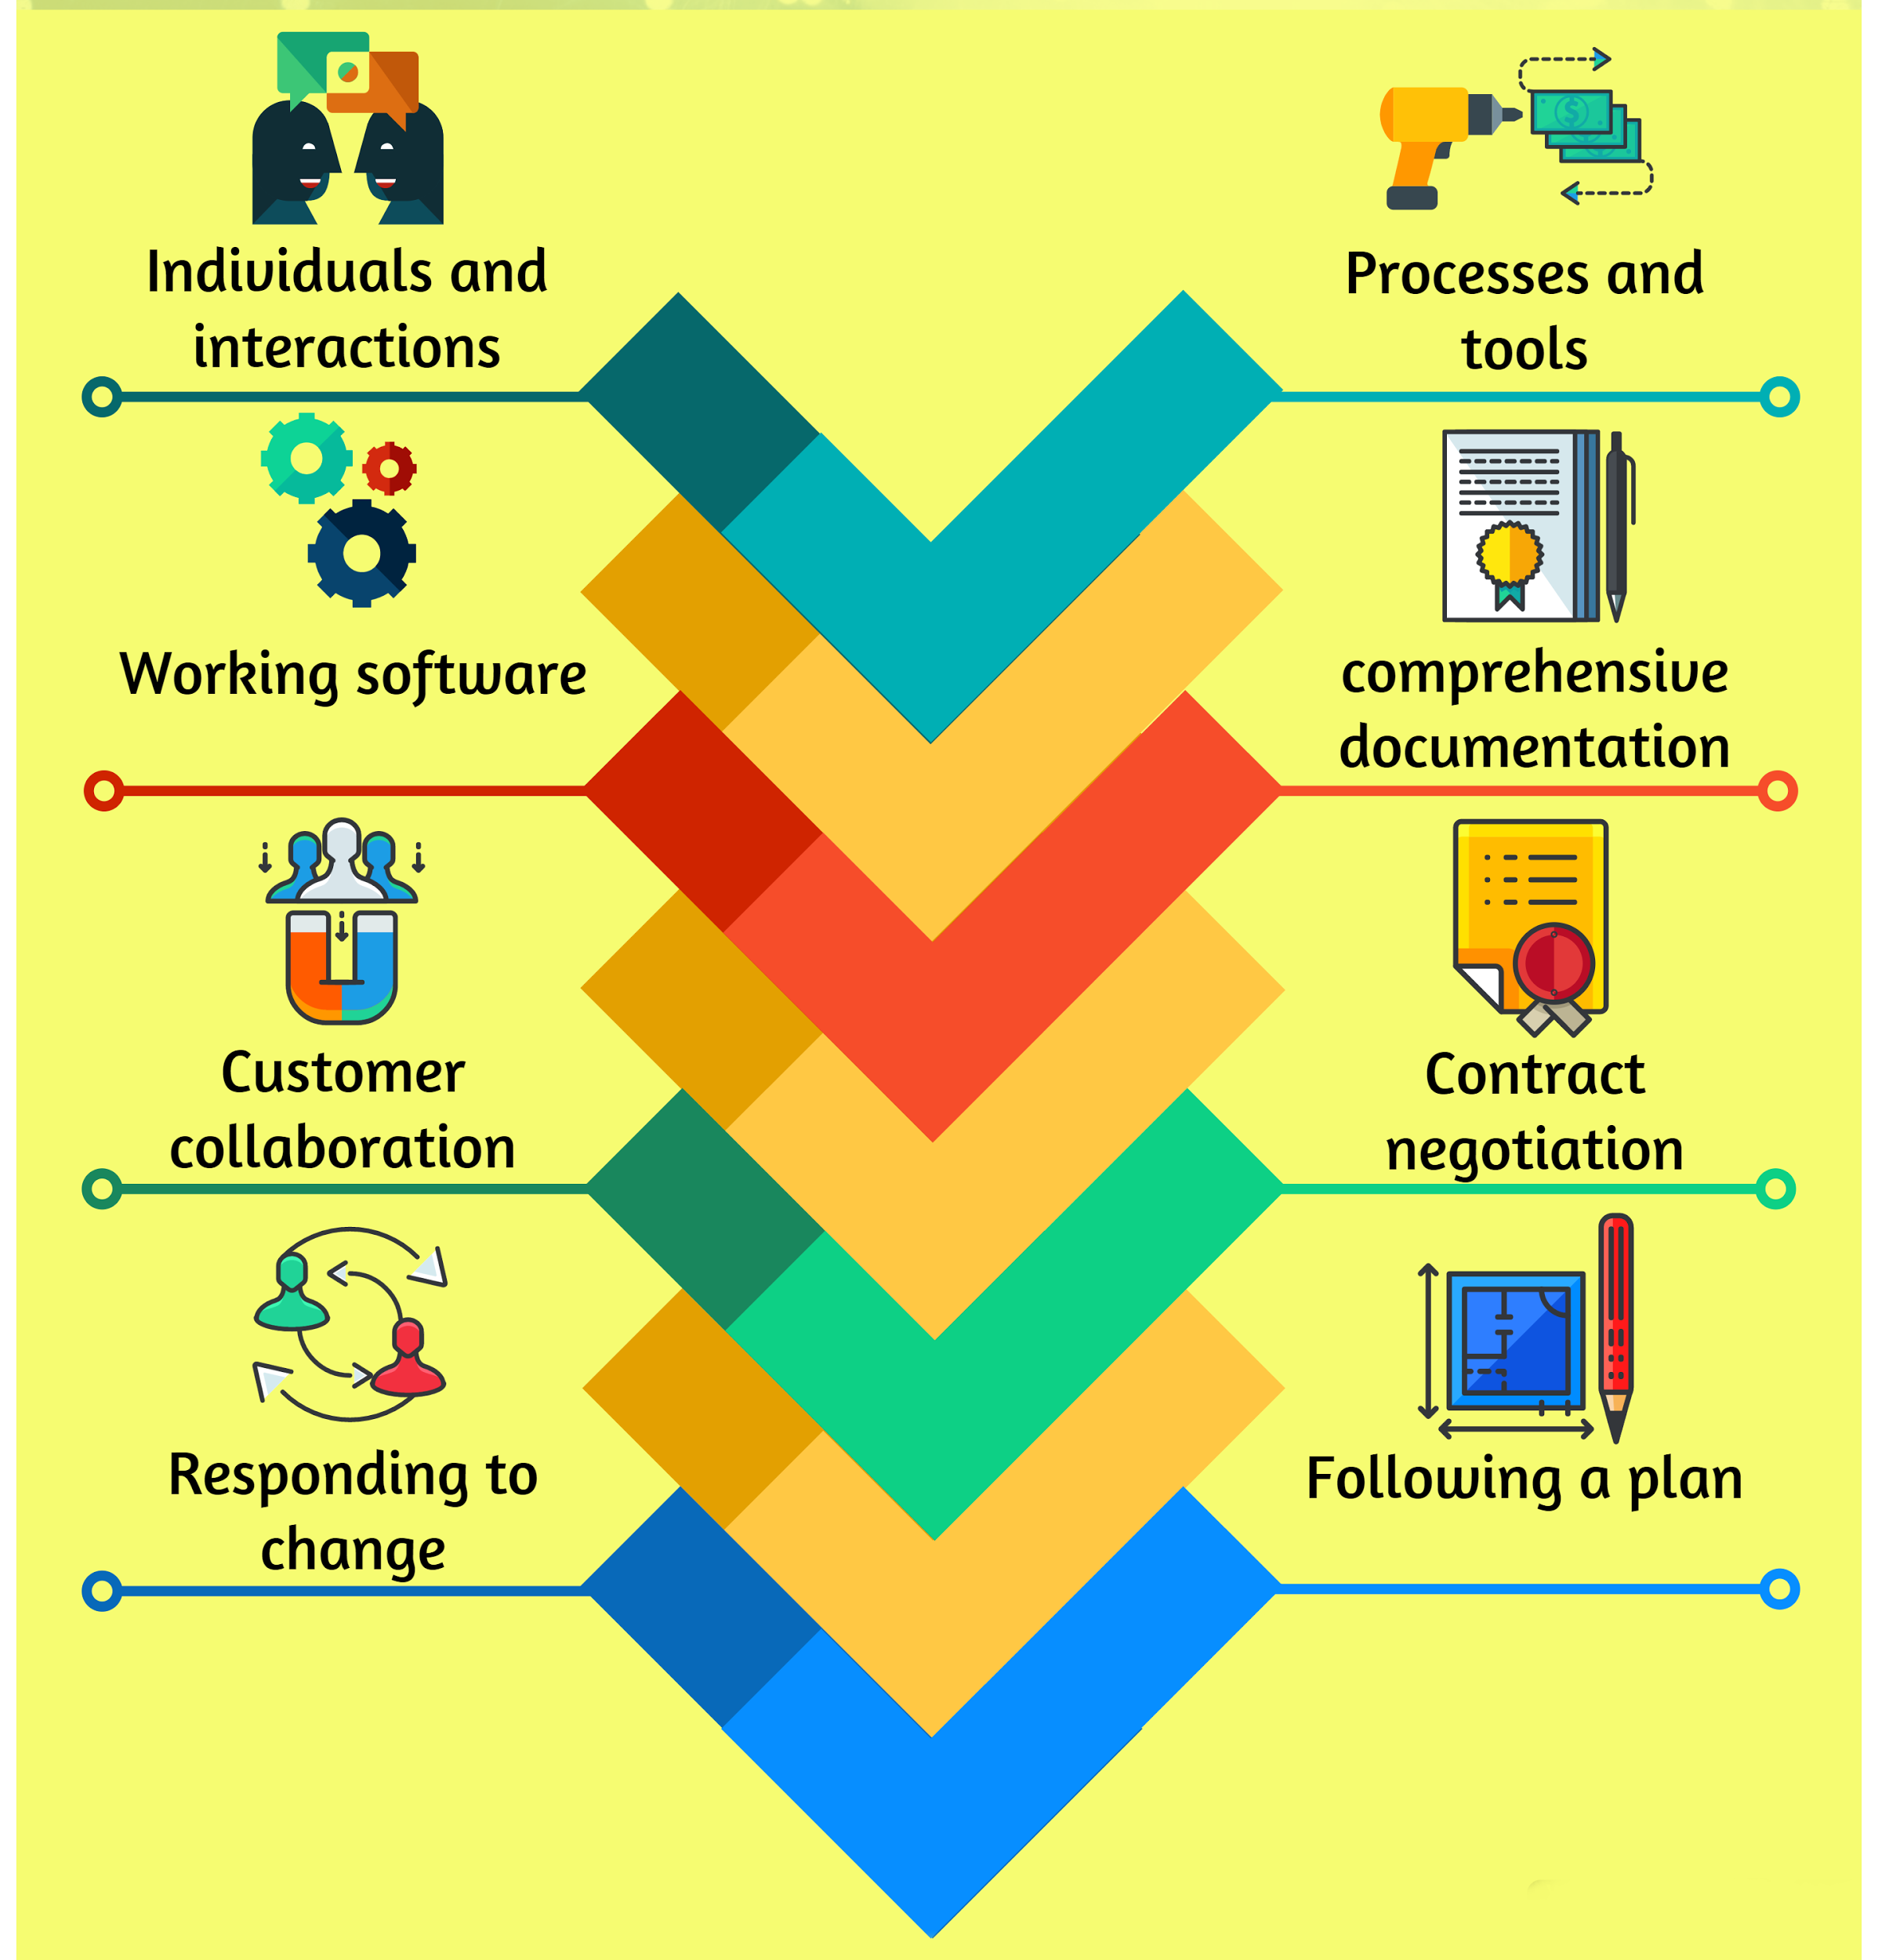 Individuals and
interactions
Processes and
tools
Working software
comprehensive
documentation
Customer
collaboration
Contract
negotiation
Responding to
change
Following a plan